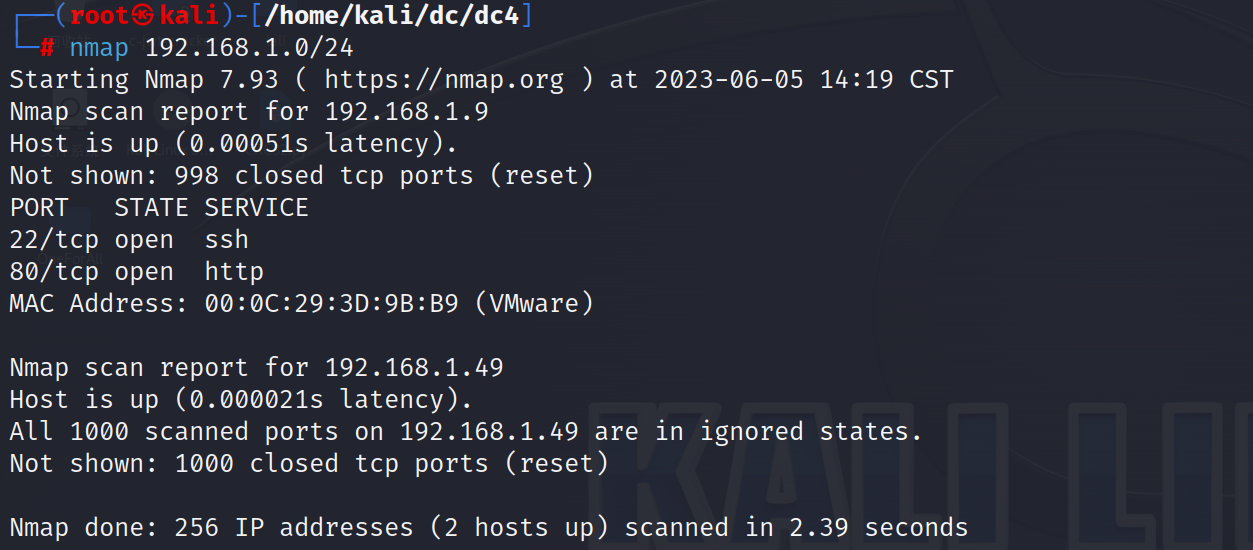 ┌──(root㉿kali)-[/home/kali/dc/dc4]
└─# nmap 192.168.1.0/24
Starting Nmap 7.93 ( https://nmap.org ) at 2023-06-05 14:19 CST
Nmap scan report for 192.168.1.9
Host is up (0.00051s latency).
Not shown: 998 closed tcp ports (reset)
PORT   STATE SERVICE
22/tcp open  ssh
80/tcp open  http
MAC Address: 00:0C:29:3D:9B:B9 (VMware)
Nmap scan report for 192.168.1.49
Host is up (0.000021s latency).
All 1000 scanned ports on 192.168.1.49 are in ignored states.
Not shown: 1000 closed tcp ports (reset)
Nmap done: 256 IP addresses (2 hosts up) scanned in 2.39 seconds
KALI LI